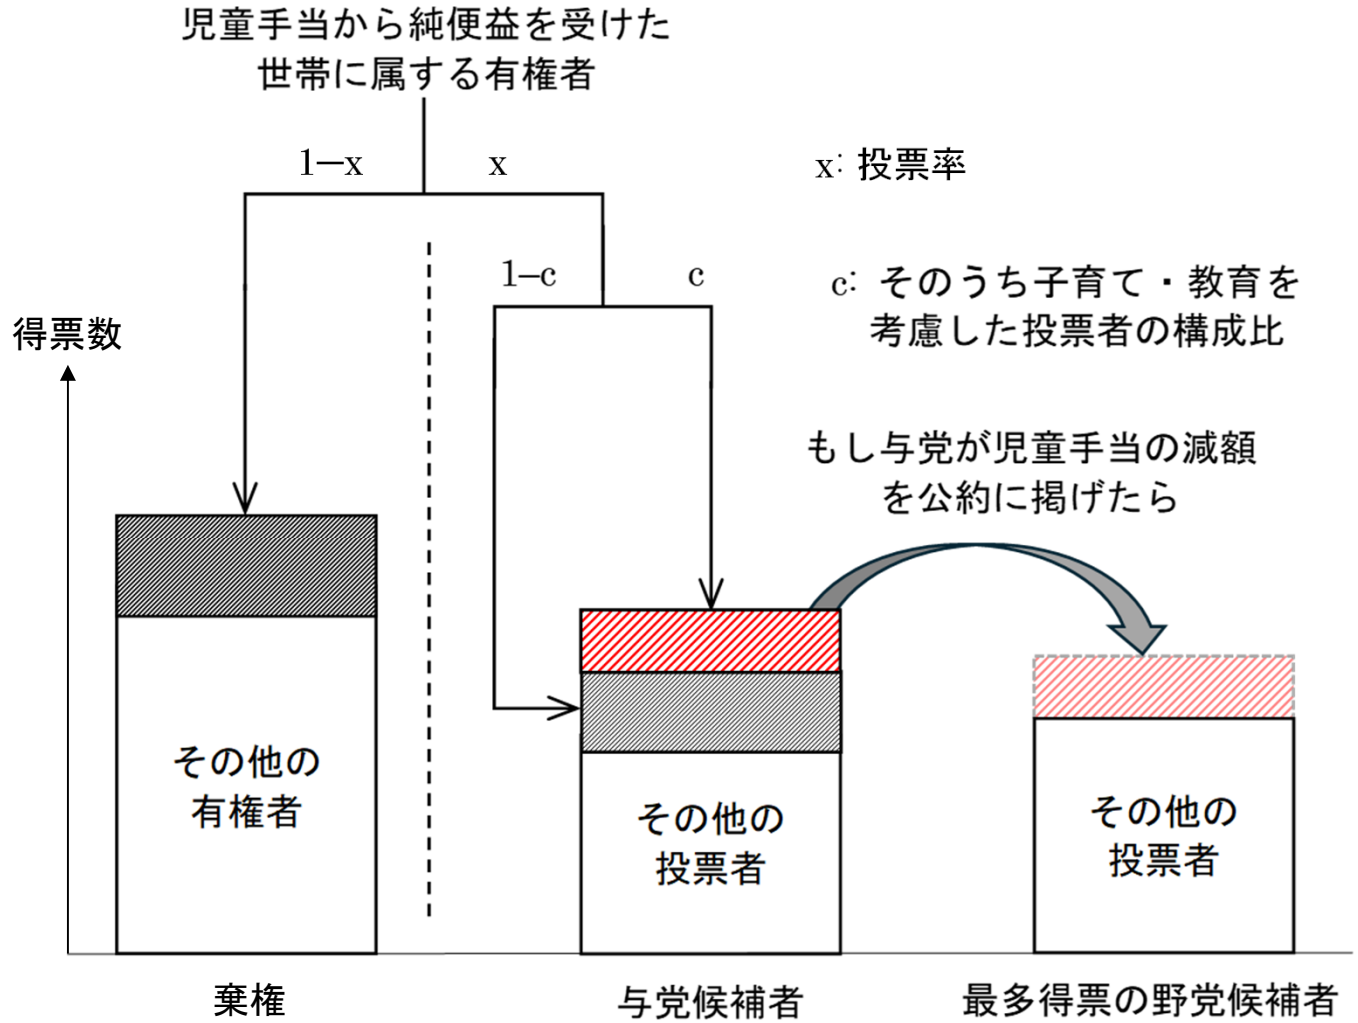 児童手当から純便益を受けた
世帯に属する有権者
1−x
x
x: 投票率
1−c
c
c: そのうち子育て・教育を
考慮した投票者の構成比
得票数
もし与党が児童手当の減額
を公約に掲げたら
その他の
有権者
その他の
投票者
その他の
投票者
棄権
与党候補者
最多得票の野党候補者